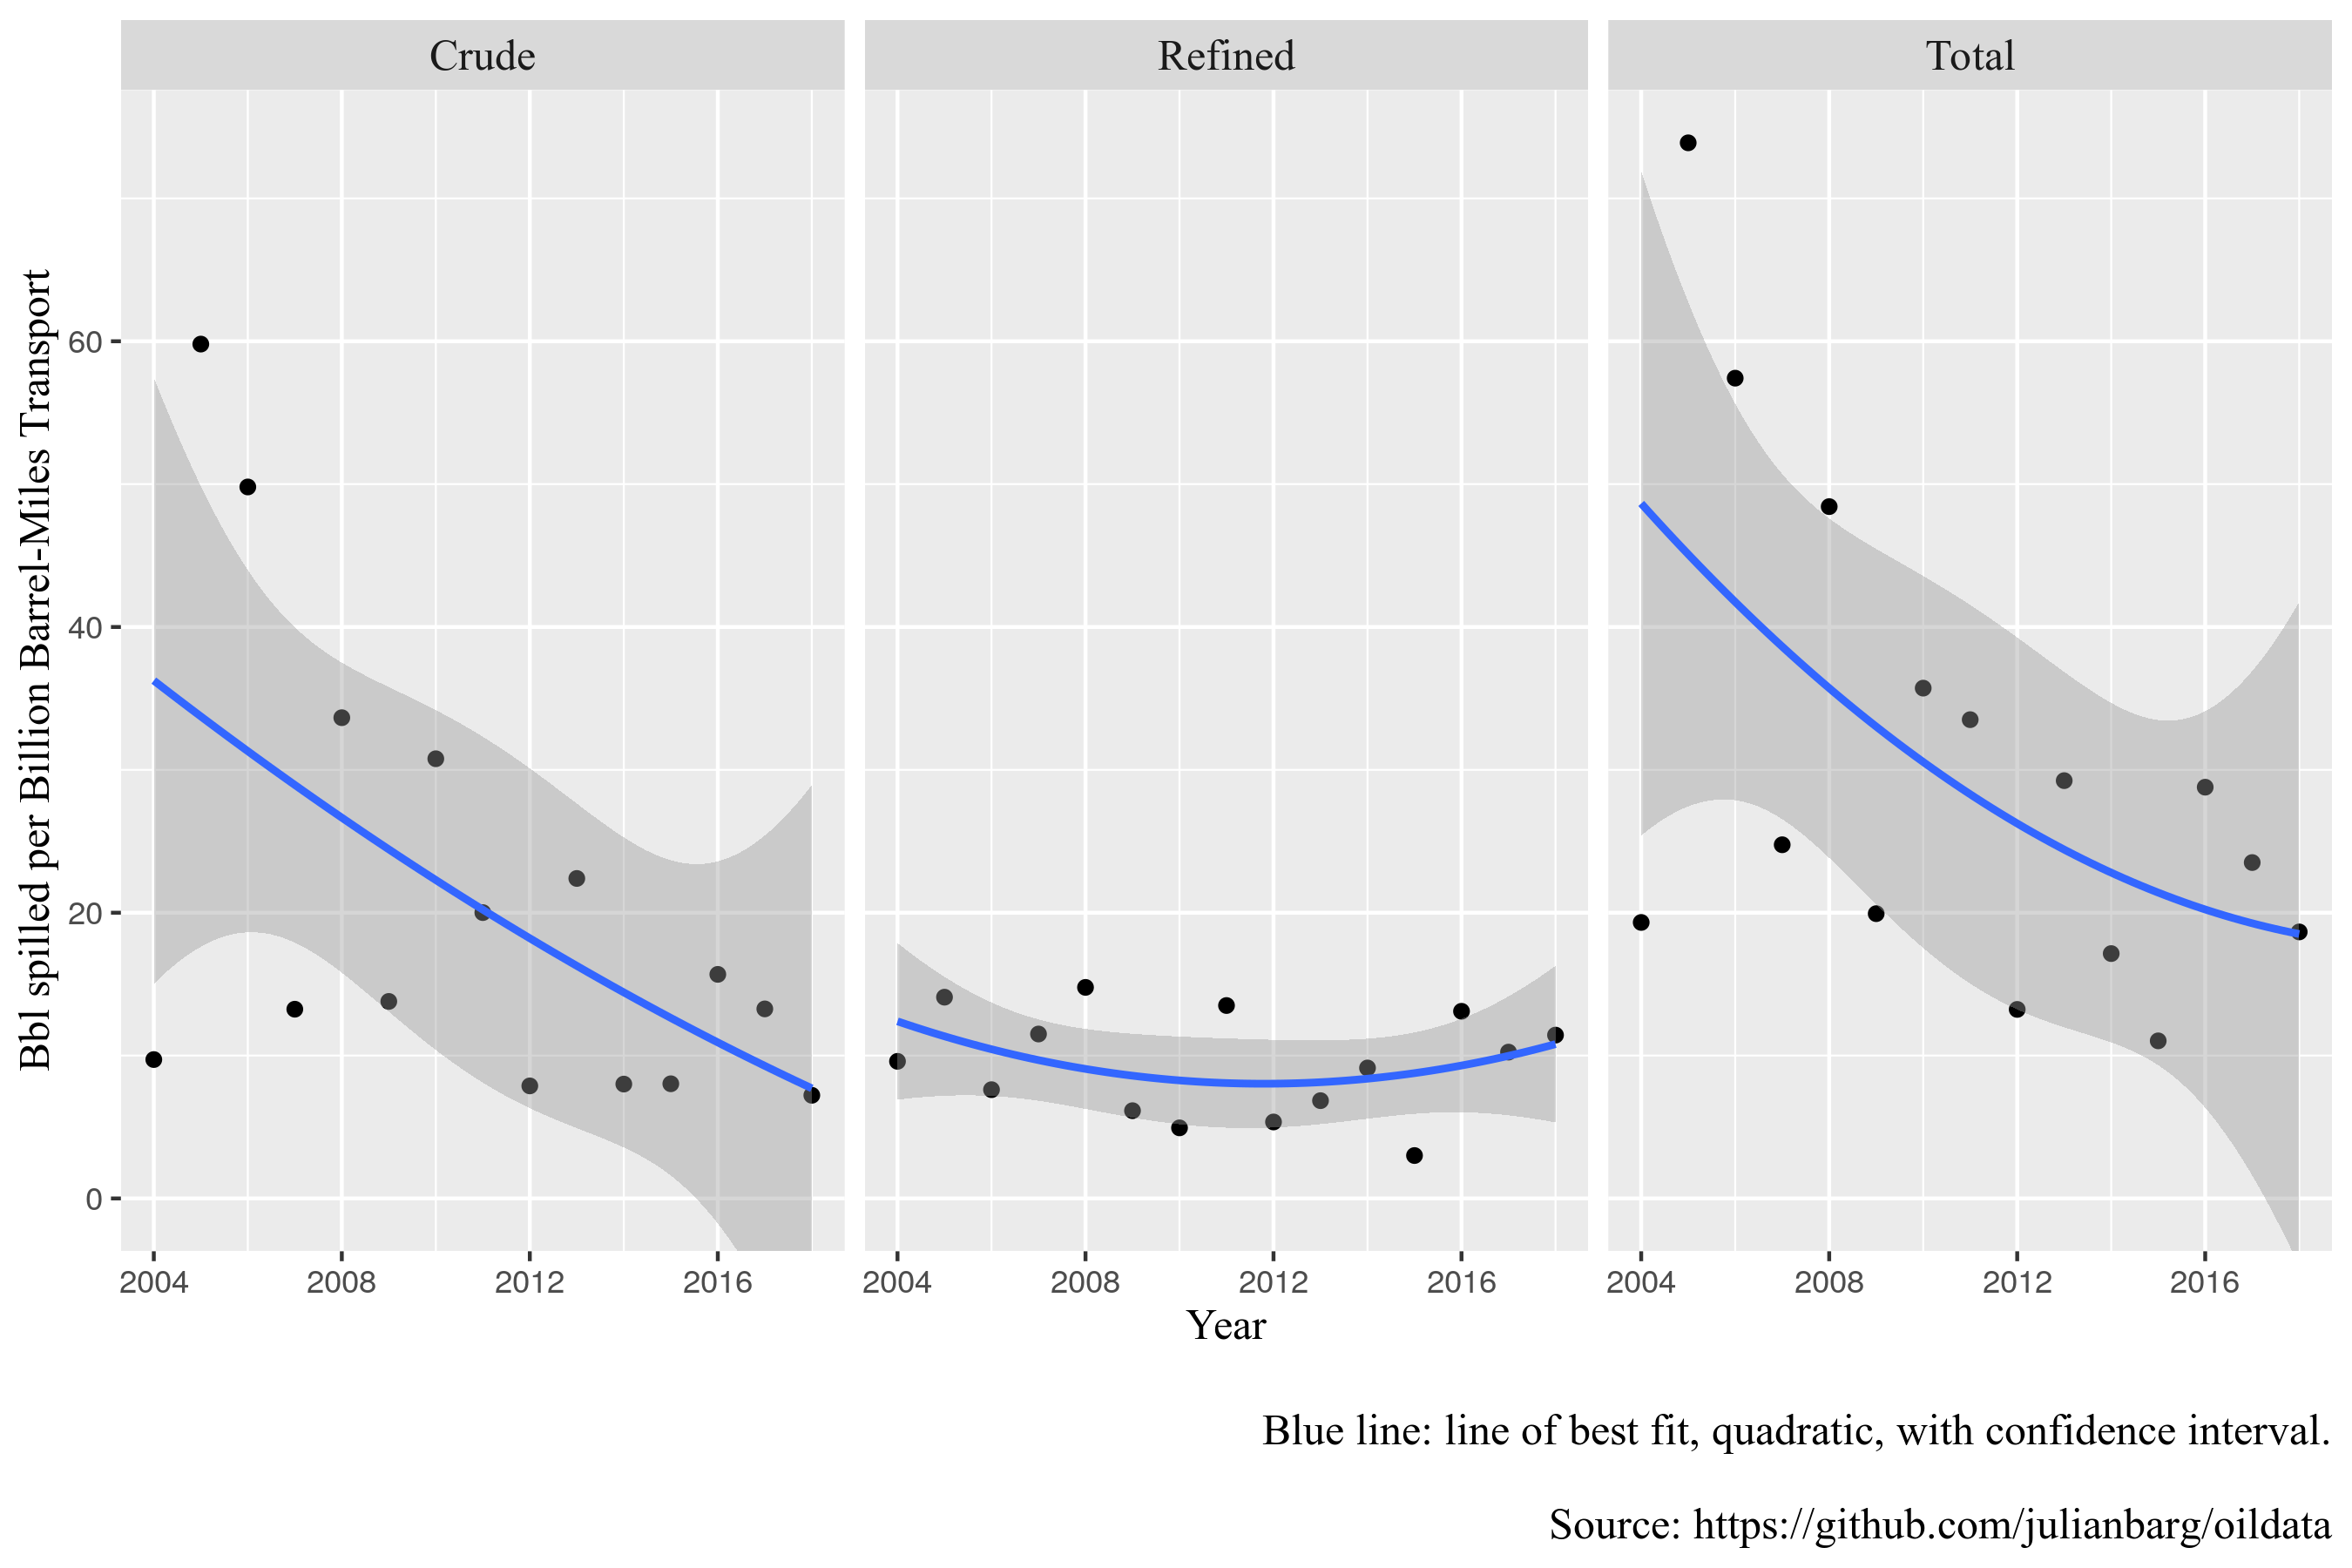 Crude Refined Total
Bbl spilled per Billion Barrel-Miles Transport
60
40
20
0
2004 2008 2012 2016 2004 2008 2012 2016 2004 2008 2012 2016
Year
Blue line: line of best fit, quadratic, with confidence interval.
Source: https://github.com/julianbarg/oildata